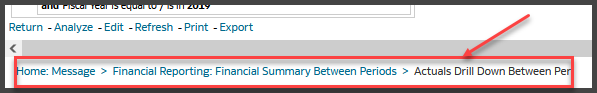 and Fiscal Year is equal to / is in 2019
Return - Analyze - Edit - Refresh - Print - Export
Home: Message > Financial Reporting: Financial Summary Between Periods > Actuals Drill Down Between Per